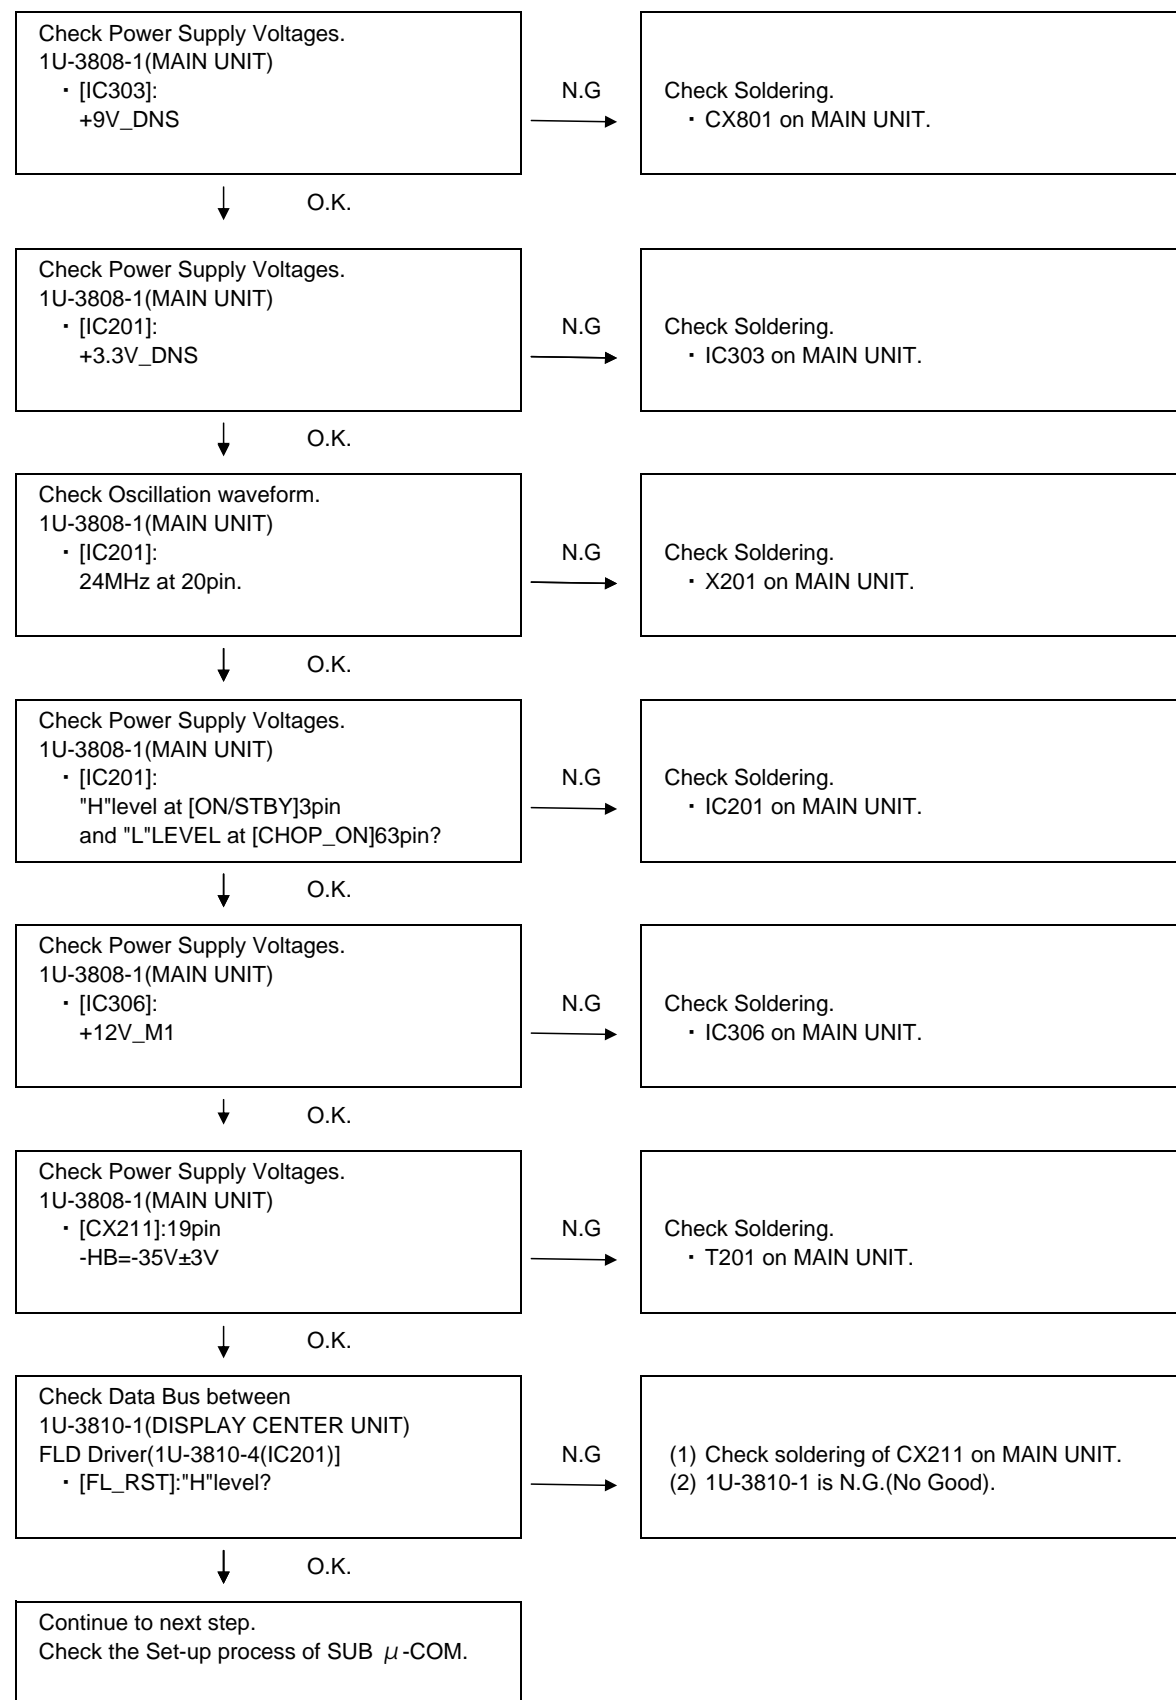 Check Power Supply Voltages.
1U-3808-1(MAIN UNIT)
・[IC303]:
+9V_DNS
N.G
Check Soldering.
・CX801 on MAIN UNIT.
O.K.
Check Power Supply Voltages.
1U-3808-1(MAIN UNIT)
・[IC201]:
+3.3V_DNS
N.G
Check Soldering.
・IC303 on MAIN UNIT.
O.K.
Check Oscillation waveform.
1U-3808-1(MAIN UNIT)
・[IC201]:
24MHz at 20pin.
N.G
Check Soldering.
・X201 on MAIN UNIT.
O.K.
Check Power Supply Voltages.
1U-3808-1(MAIN UNIT)
・[IC201]:
"H"level at [ON/STBY]3pin
and "L"LEVEL at [CHOP_ON]63pin?
N.G
Check Soldering.
・IC201 on MAIN UNIT.
O.K.
Check Power Supply Voltages.
1U-3808-1(MAIN UNIT)
・[IC306]:
+12V_M1
N.G
Check Soldering.
・IC306 on MAIN UNIT.
O.K.
Check Power Supply Voltages.
1U-3808-1(MAIN UNIT)
・[CX211]:19pin
-HB=-35V±3V
N.G
Check Soldering.
・T201 on MAIN UNIT.
O.K.
Check Data Bus between
1U-3810-1(DISPLAY CENTER UNIT)
FLD Driver(1U-3810-4(IC201)]
・[FL_RST]:"H"level?
N.G
(1) Check soldering of CX211 on MAIN UNIT.
(2) 1U-3810-1 is N.G.(No Good).
O.K.
Continue to next step.
Check the Set-up process of SUB μ-COM.